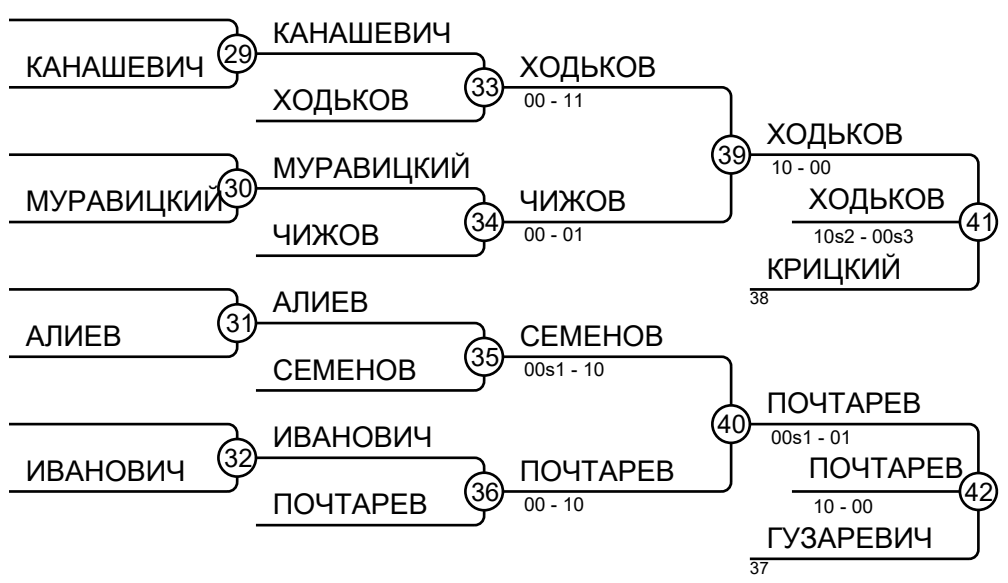 КАНАШЕВИЧ
29
КАНАШЕВИЧ
ХОДЬКОВ
33
ХОДЬКОВ
00 - 11
МУРАВИЦКИЙ
30
МУРАВИЦКИЙ
ЧИЖОВ
34
ЧИЖОВ
00 - 01
39
ХОДЬКОВ
10 - 00
ХОДЬКОВ
10s2 - 00s3
41
КРИЦКИЙ
38
АЛИЕВ
31
АЛИЕВ
СЕМЕНОВ
35
СЕМЕНОВ
00s1 - 10
ИВАНОВИЧ
32
ИВАНОВИЧ
ПОЧТАРЕВ
36
ПОЧТАРЕВ
00 - 10
40
ПОЧТАРЕВ
00s1 - 01
ПОЧТАРЕВ
10 - 00
42
ГУЗАРЕВИЧ
37